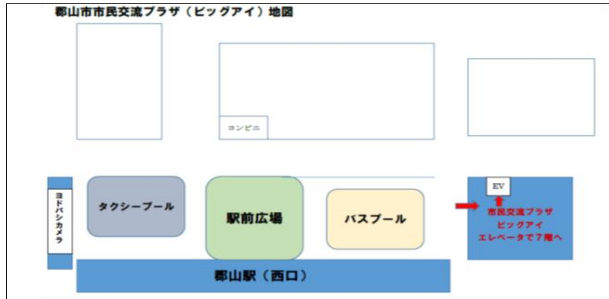 郡山市市民交流プラザ（ビッグアイ）地図
コンビニ
ヨドバシカメラ
タクシープール
駅前広場
バスプール
EV
市民交流プラザ
ビッグアイ
エレベータで７階へ
郡山駅（西口）